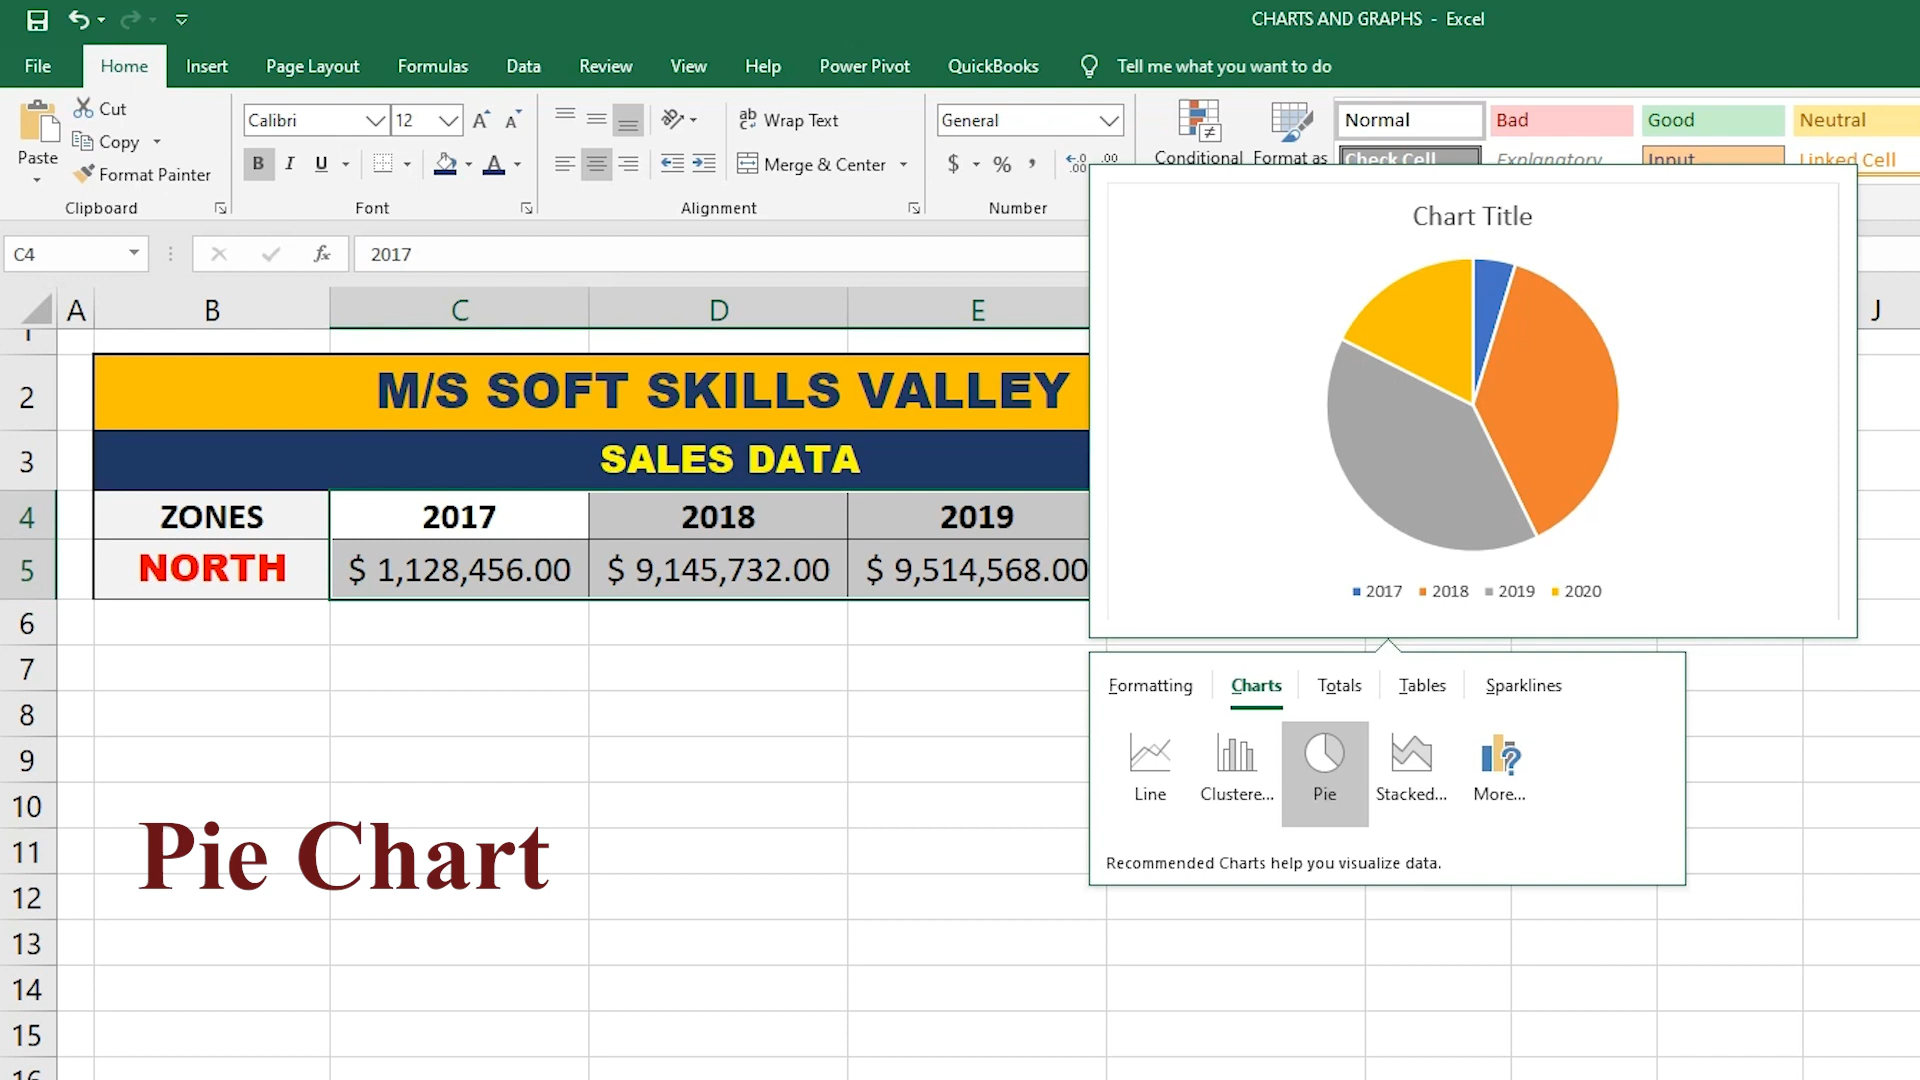 CHARTS AND GRAPHS - Excel
File Home Insert Page Layout Formulas Data Review View Help Power Pivot QuickBooks Tell me what you want to do
Paste
Cut
Copy
Format Painter
Clipboard
Calibri 12
B I U
Font
Wrap Text
Merge & Center
Alignment
General
$ % ,
Number
Conditional
Format as
Normal Bad Good Neutral
Check Cell Explanatory Input Linked Cell
C4 fx 2017
A B C D E J
1
2 M/S SOFT SKILLS VALLEY
3 SALES DATA
4 ZONES 2017 2018 2019
5 NORTH $ 1,128,456.00 $ 9,145,732.00 $ 9,514,568.00
6
7
8
9
10
11
12
13
14
15
16
Pie Chart
Chart Title
2017 2018 2019 2020
Formatting Charts Totals Tables Sparklines
Line Clustere... Pie Stacked... More...
Recommended Charts help you visualize data.